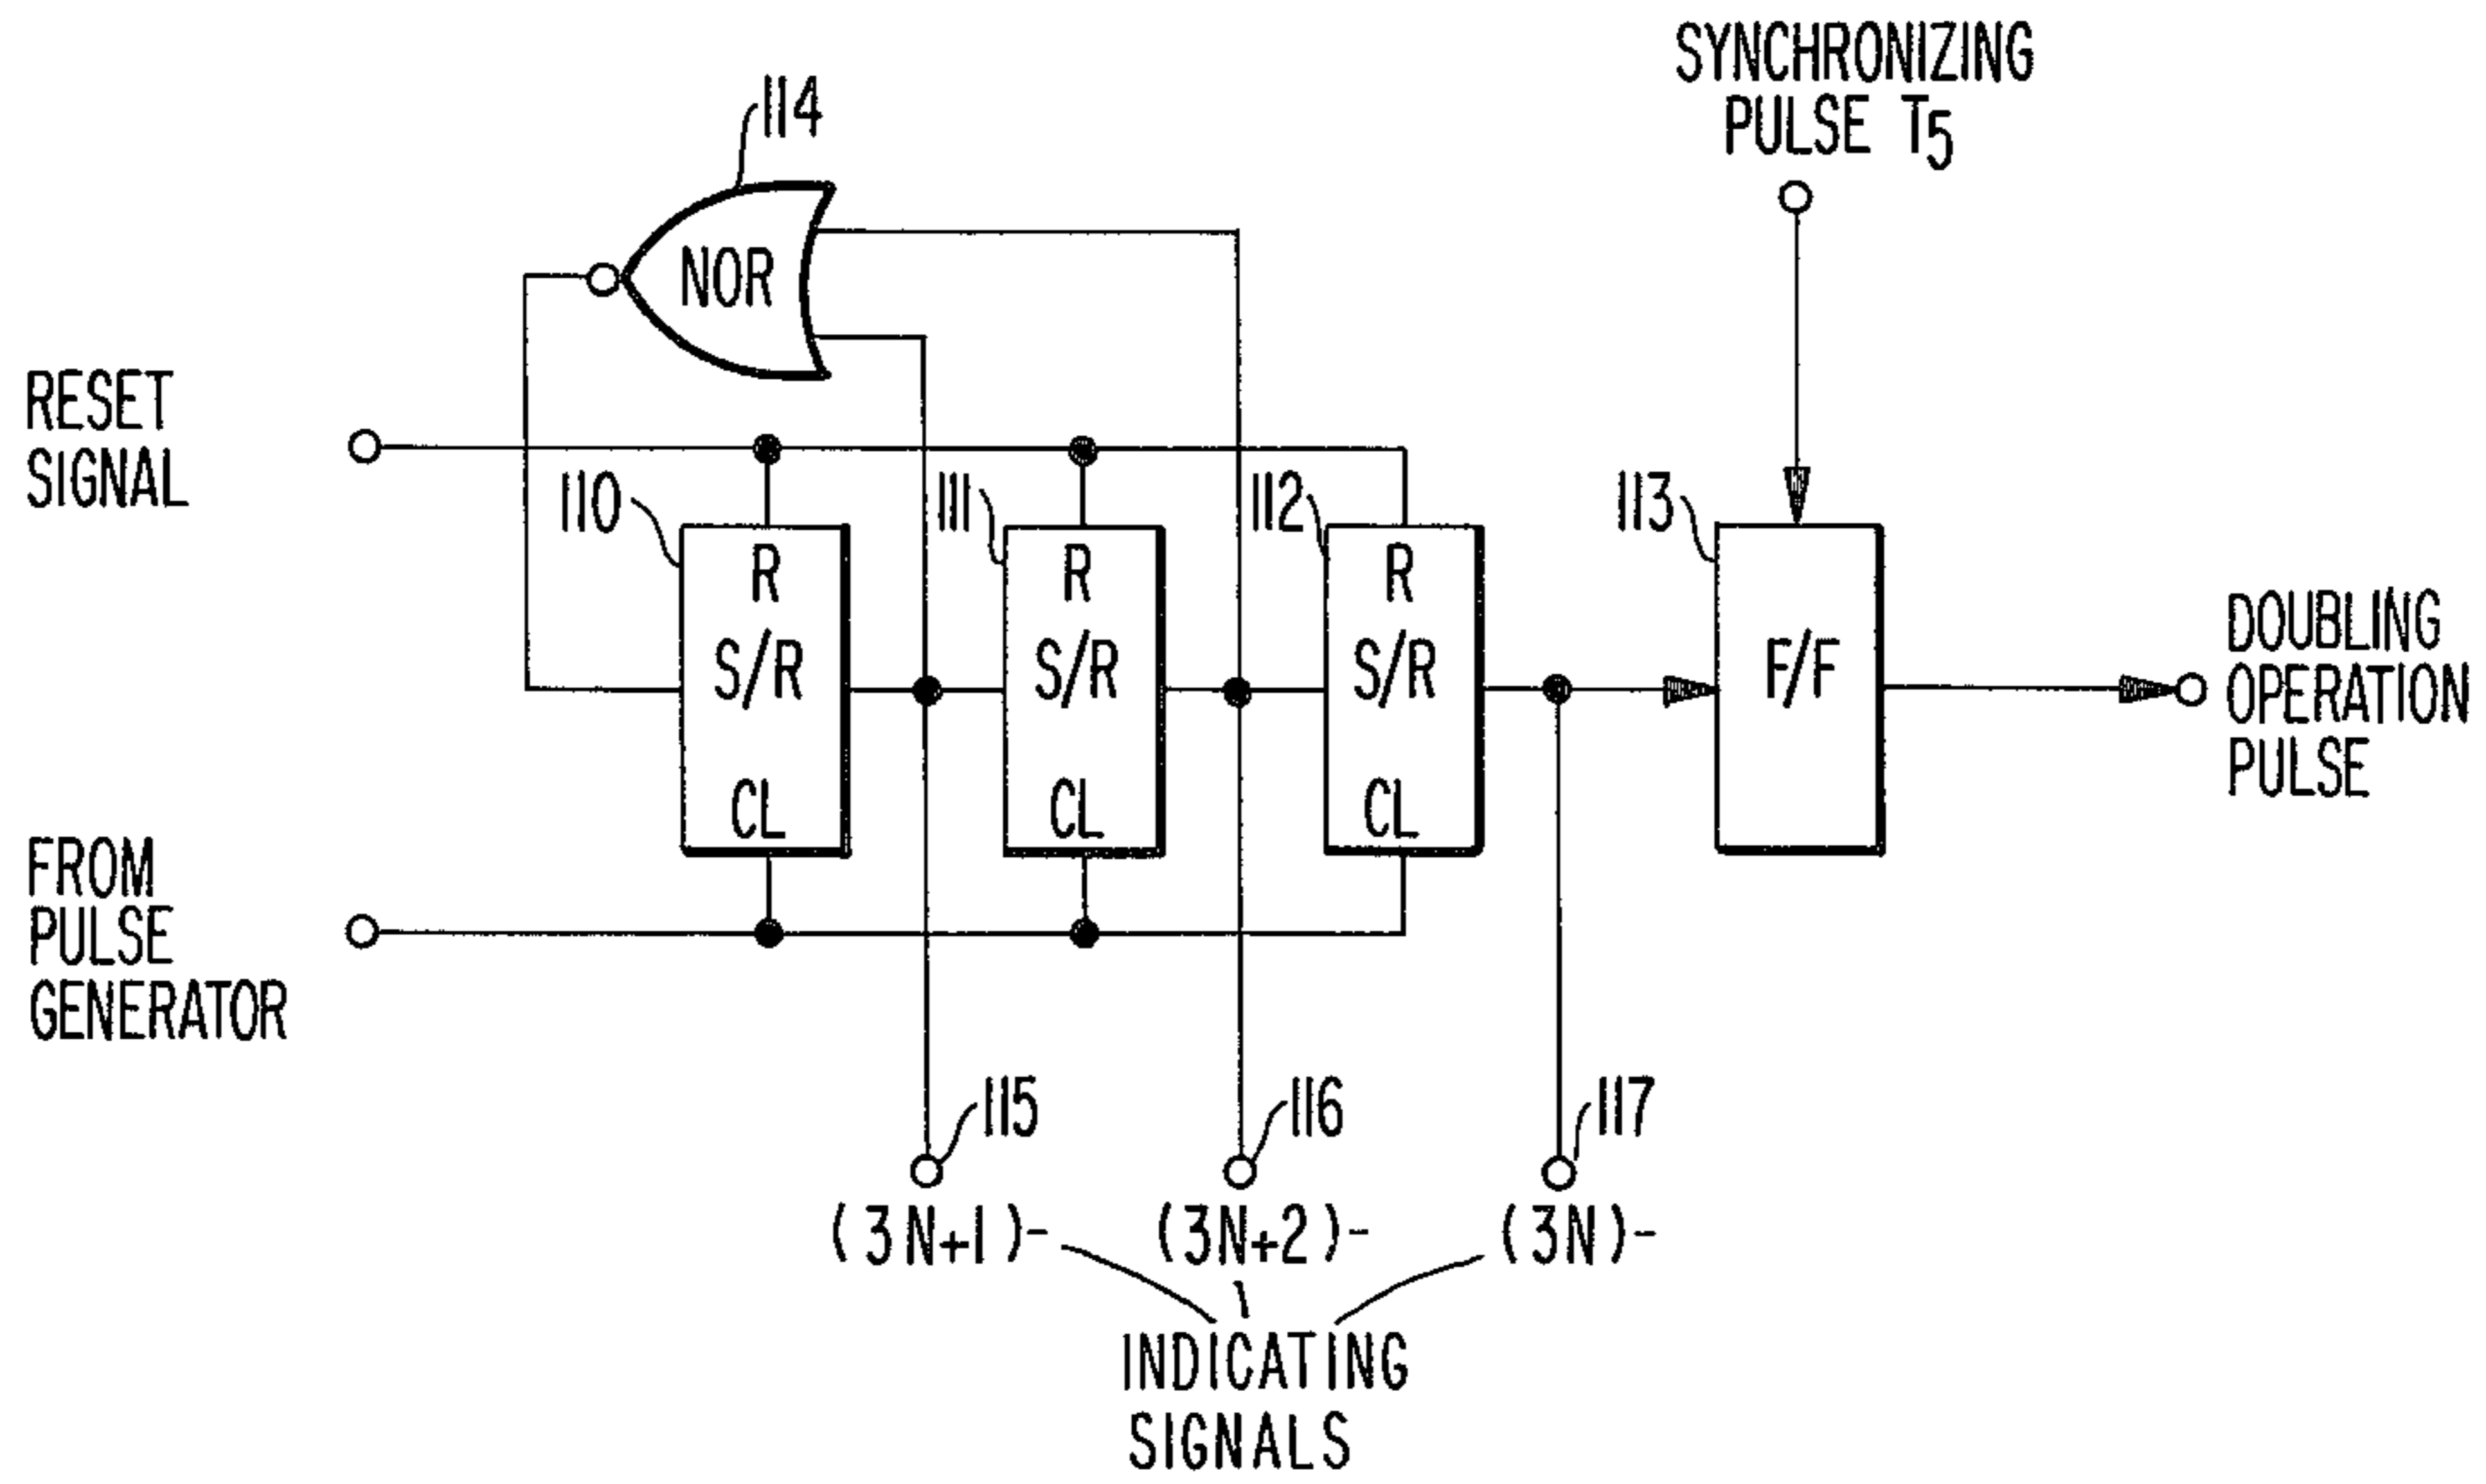 SYNCHRONIZING
PULSE T5
114
NOR
RESET
SIGNAL
110
111
112
113
R
S/R
CL
R
S/R
CL
R
S/R
CL
F/F
DOUBLING
OPERATION
PULSE
FROM
PULSE
GENERATOR
115
116
117
(3N+1)-
(3N+2)-
(3N)-
INDICATING
SIGNALS